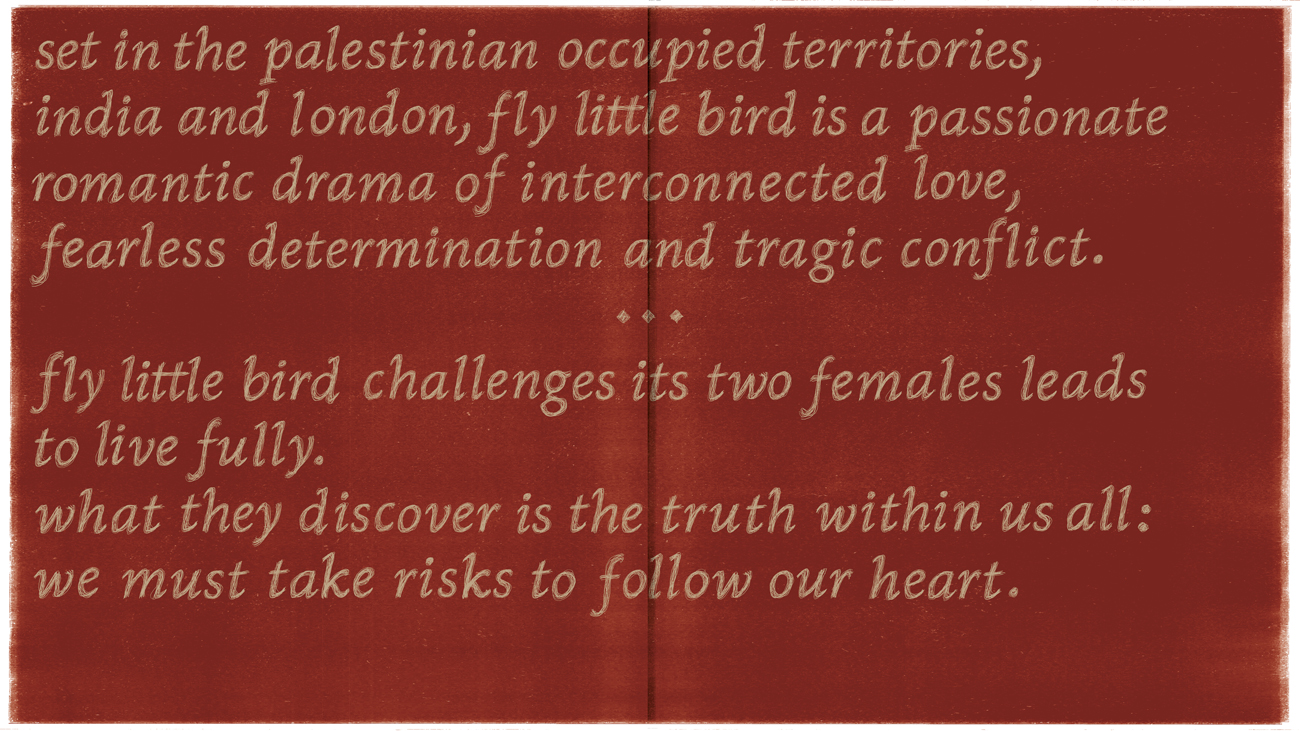 set in the palestinian occupied territories,
india and london, fly little bird is a passionate
romantic drama of interconnected love,
fearless determination and tragic conflict.
fly little bird challenges its two females leads
to live fully.
what they discover is the truth within us all:
we must take risks to follow our heart.